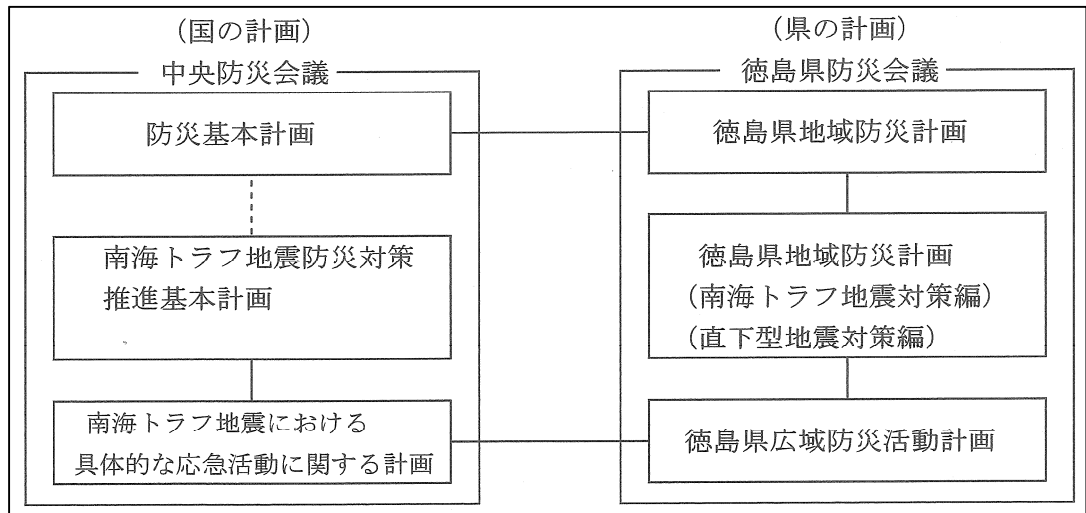 (国の計画)
中央防災会議
防災基本計画
南海トラフ地震防災対策
推進基本計画
南海トラフ地震における
具体的な応急活動に関する計画
(県の計画)
徳島県防災会議
徳島県地域防災計画
徳島県地域防災計画
(南海トラフ地震対策編)
(直下型地震対策編)
徳島県広域防災活動計画